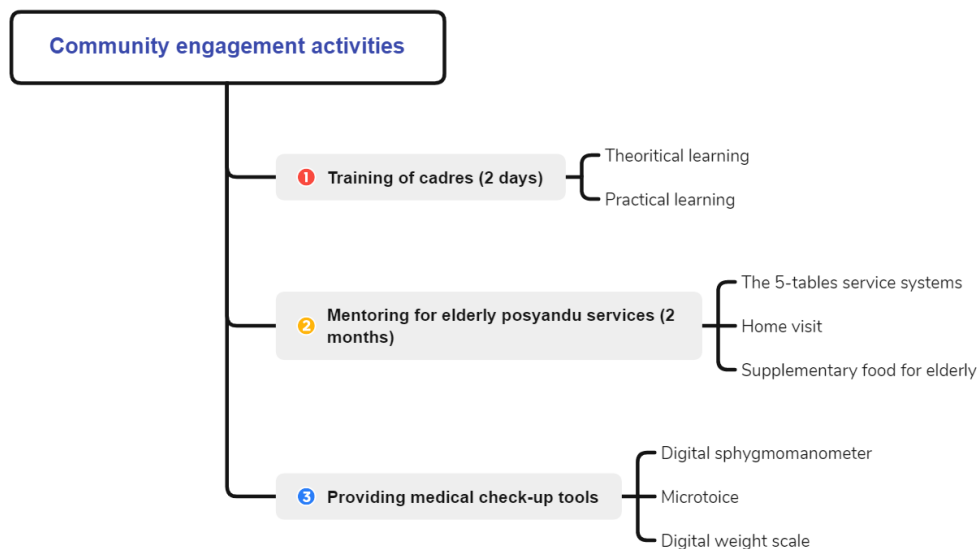 Community engagement activities
1 Training of cadres (2 days)
Theoritical learning
Practical learning
2 Mentoring for elderly posyandu services (2
months)
The 5-tables service systems
Home visit
Supplementary food for elderly
3 Providing medical check-up tools
Digital sphygmomanometer
Microtoice
Digital weight scale